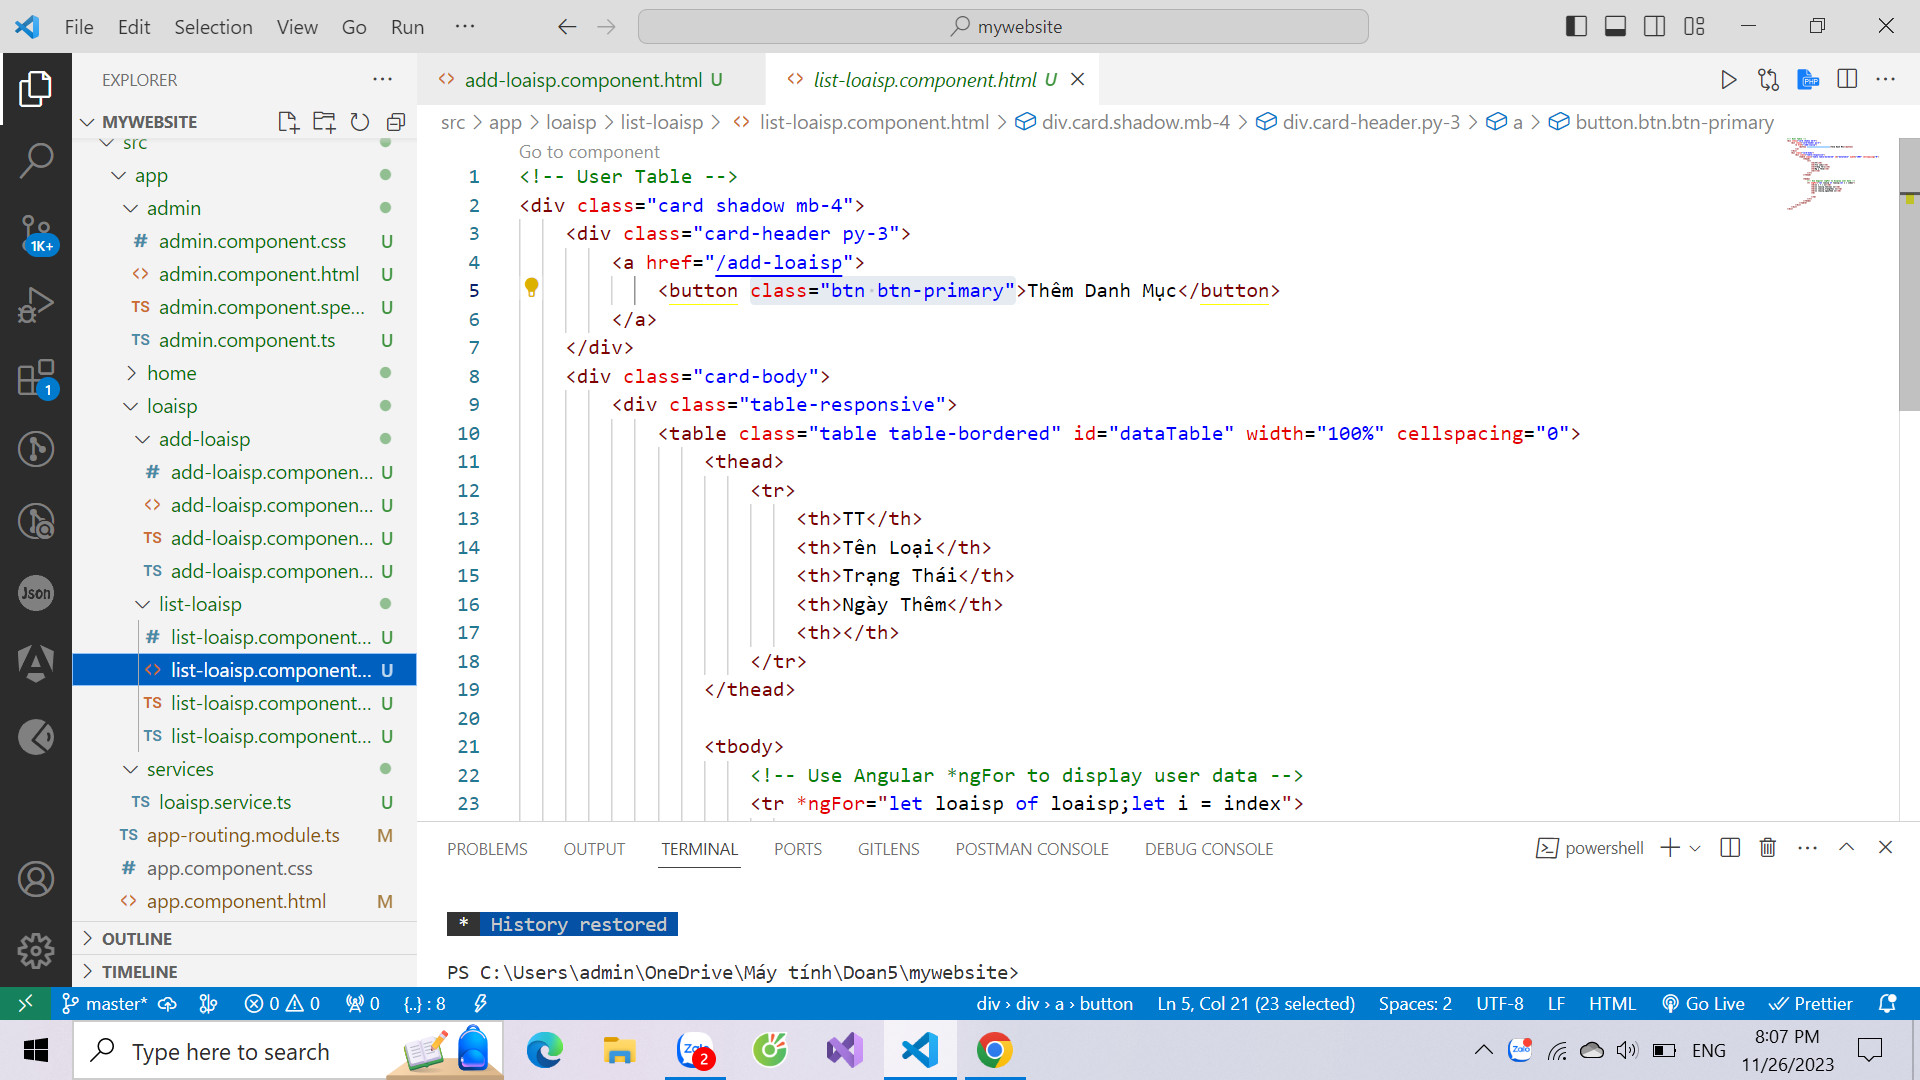 File Edit Selection View Go Run ··· mywebsite
EXPLORER
MYWEBSITE
src
app
admin
admin.component.css U
admin.component.html U
admin.component.spe... U
admin.component.ts U
home
loaisp
add-loaisp
add-loaisp.componen... U
add-loaisp.componen... U
add-loaisp.componen... U
add-loaisp.componen... U
list-loaisp
list-loaisp.component... U
list-loaisp.component... U
list-loaisp.component... U
list-loaisp.component... U
services
loaisp.service.ts U
app-routing.module.ts M
app.component.css
app.component.html M
OUTLINE
TIMELINE
1K+
1
Json
add-loaisp.component.html U list-loaisp.component.html U
src > app > loaisp > list-loaisp > list-loaisp.component.html > div.card.shadow.mb-4 > div.card-header.py-3 > a > button.btn.btn-primary
Go to component
1 <!-- User Table -->
2 <div class="card shadow mb-4">
3 <div class="card-header py-3">
4 <a href="/add-loaisp">
5 <button class="btn btn-primary">Thêm Danh Mục</button>
6 </a>
7 </div>
8 <div class="card-body">
9 <div class="table-responsive">
10 <table class="table table-bordered" id="dataTable" width="100%" cellspacing="0">
11 <thead>
12 <tr>
13 <th>TT</th>
14 <th>Tên Loại</th>
15 <th>Trạng Thái</th>
16 <th>Ngày Thêm</th>
17 <th></th>
18 </tr>
19 </thead>
20
21 <tbody>
22 <!-- Use Angular *ngFor to display user data -->
23 <tr *ngFor="let loaisp of loaisp;let i = index">
PROBLEMS OUTPUT TERMINAL PORTS GITLENS POSTMAN CONSOLE DEBUG CONSOLE powershell
* History restored
PS C:\Users\admin\OneDrive\Máy tính\Doan5\mywebsite>
master* 0 0 0 {..} : 8 div › div › a › button Ln 5, Col 21 (23 selected) Spaces: 2 UTF-8 LF HTML Go Live Prettier
Type here to search 2 ENG 8:07 PM
11/26/2023